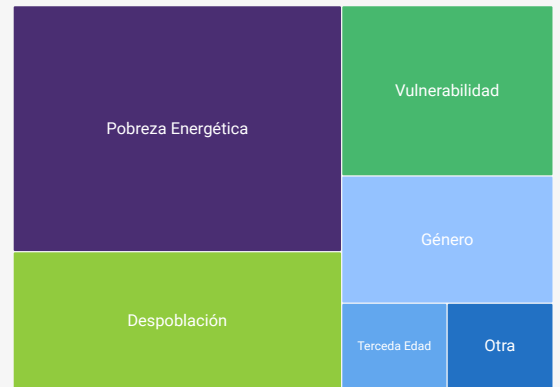 Pobreza Energética
Vulnerabilidad
Género
Despoblación
Terceda Edad
Otra